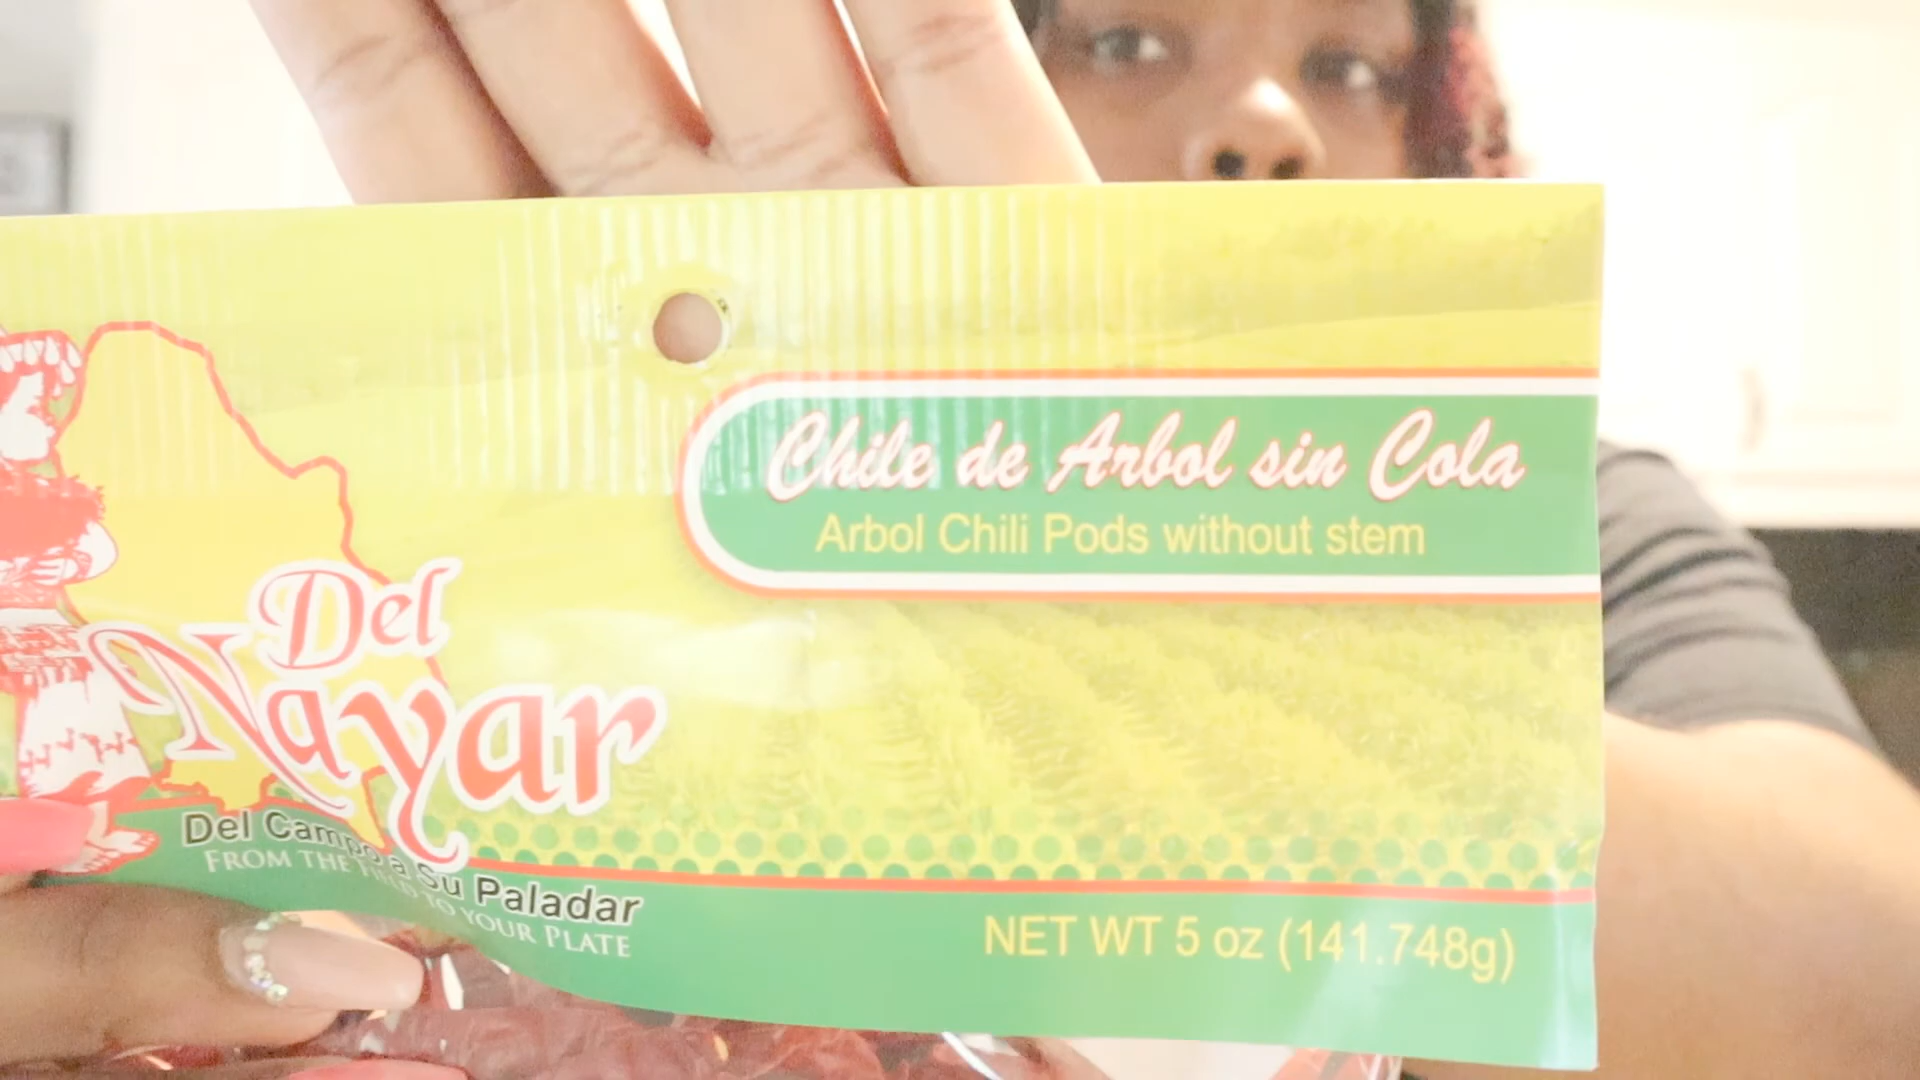 Chile de Arbol sin Cola
Arbol Chili Pods without stem
Del
Nayar
Del Campo a Su Paladar
FROM THE FIELD TO YOUR PLATE
NET WT 5 oz (141.748g)